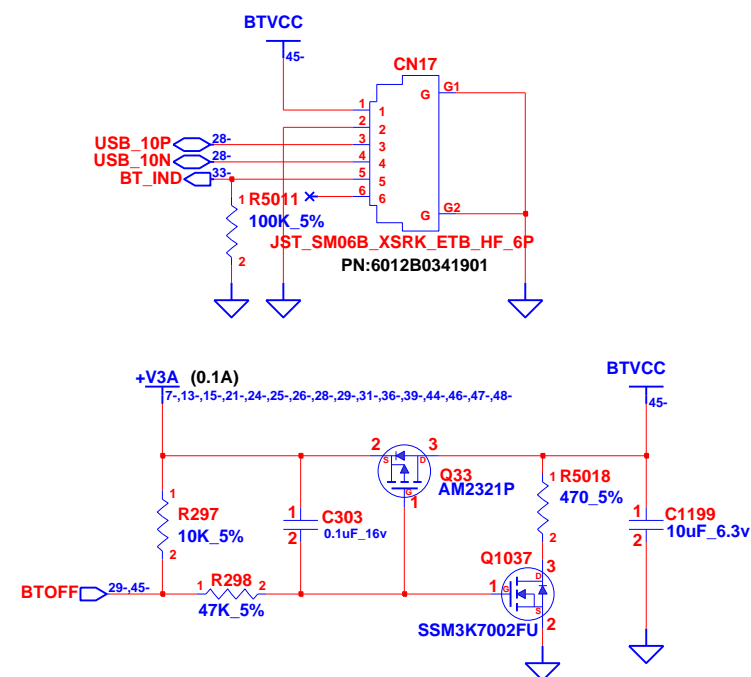 BTVCC
45-
CN17
G G1
1 1
2 2
USB_10P 28- 3 3
USB_10N 28- 4 4
BT_IND 33- 5 5
1 R5011 6 6
G G2
100K_5%
2
JST_SM06B_XSRK_ETB_HF_6P
PN:6012B0341901
+V3A (0.1A)
7-,13-,15-,21-,24-,25-,26-,28-,29-,31-,36-,39-,44-,46-,47-,48-
BTVCC
45-
2 S D 3
G 1
Q33
AM2321P
1 R297
10K_5%
2
1 C303
0.1uF_16v
2
1 R5018
470_5%
2
1 C1199
10uF_6.3v
2
BTOFF 29-,45-
1 R298 2
47K_5%
Q1037
3
D
1 G
S
2
SSM3K7002FU